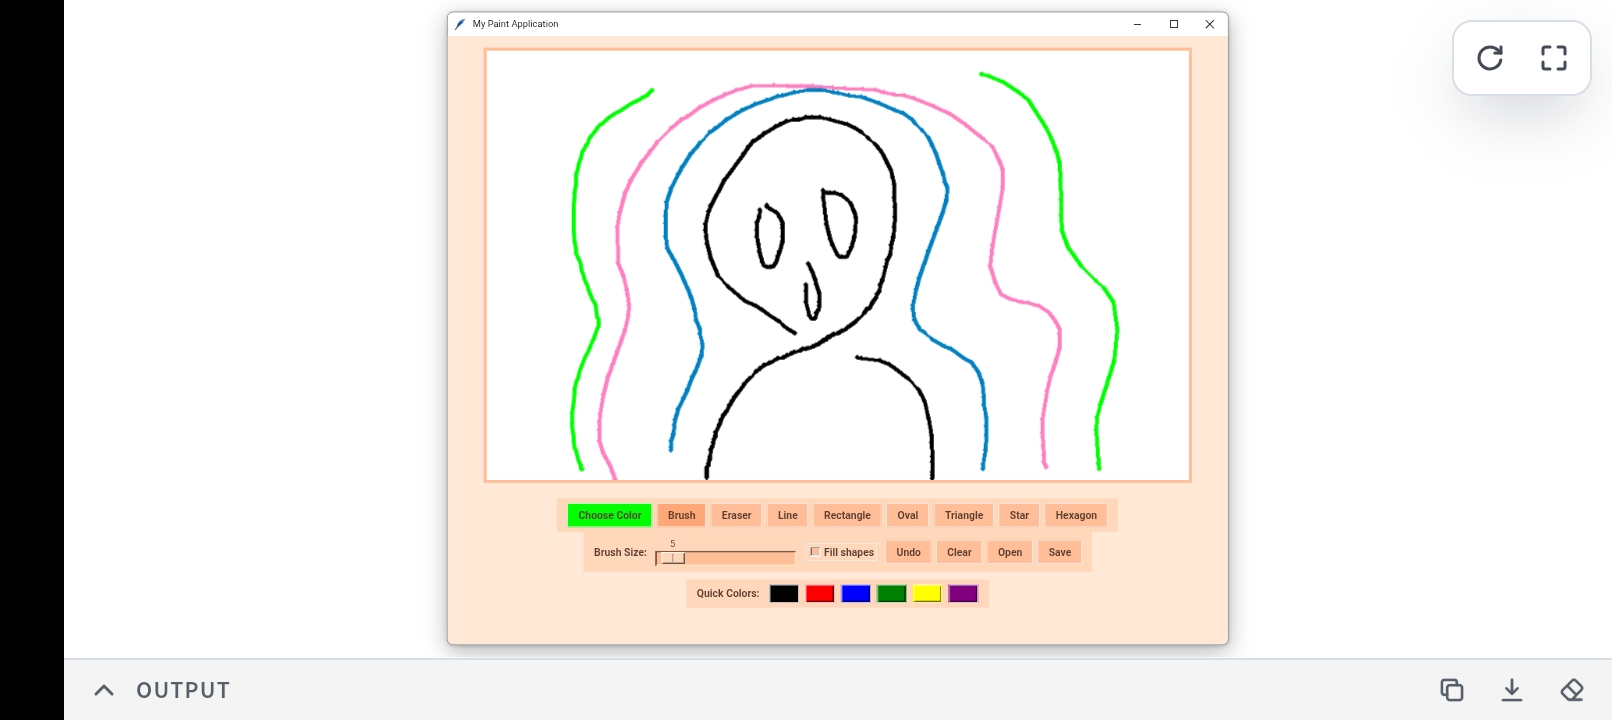 My Paint Application
Choose Color Brush Eraser Line Rectangle Oval Triangle Star Hexagon
5
Brush Size: Fill shapes Undo Clear Open Save
Quick Colors:
OUTPUT